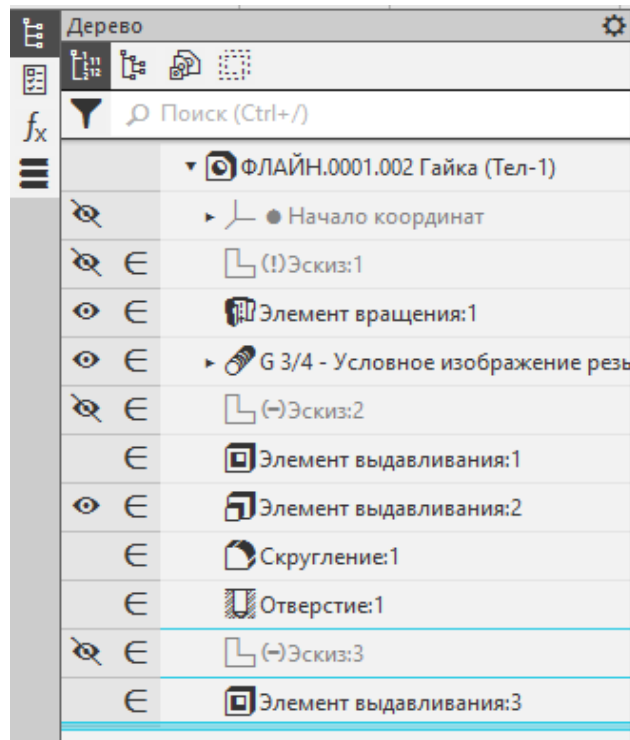 Дерево
Поиск (Ctrl+/)
ФЛАЙН.0001.002 Гайка (Тел-1)
Начало координат
(!)Эскиз:1
Элемент вращения:1
G 3/4 - Условное изображение резь
(-)Эскиз:2
Элемент выдавливания:1
Элемент выдавливания:2
Скругление:1
Отверстие:1
(-)Эскиз:3
Элемент выдавливания:3